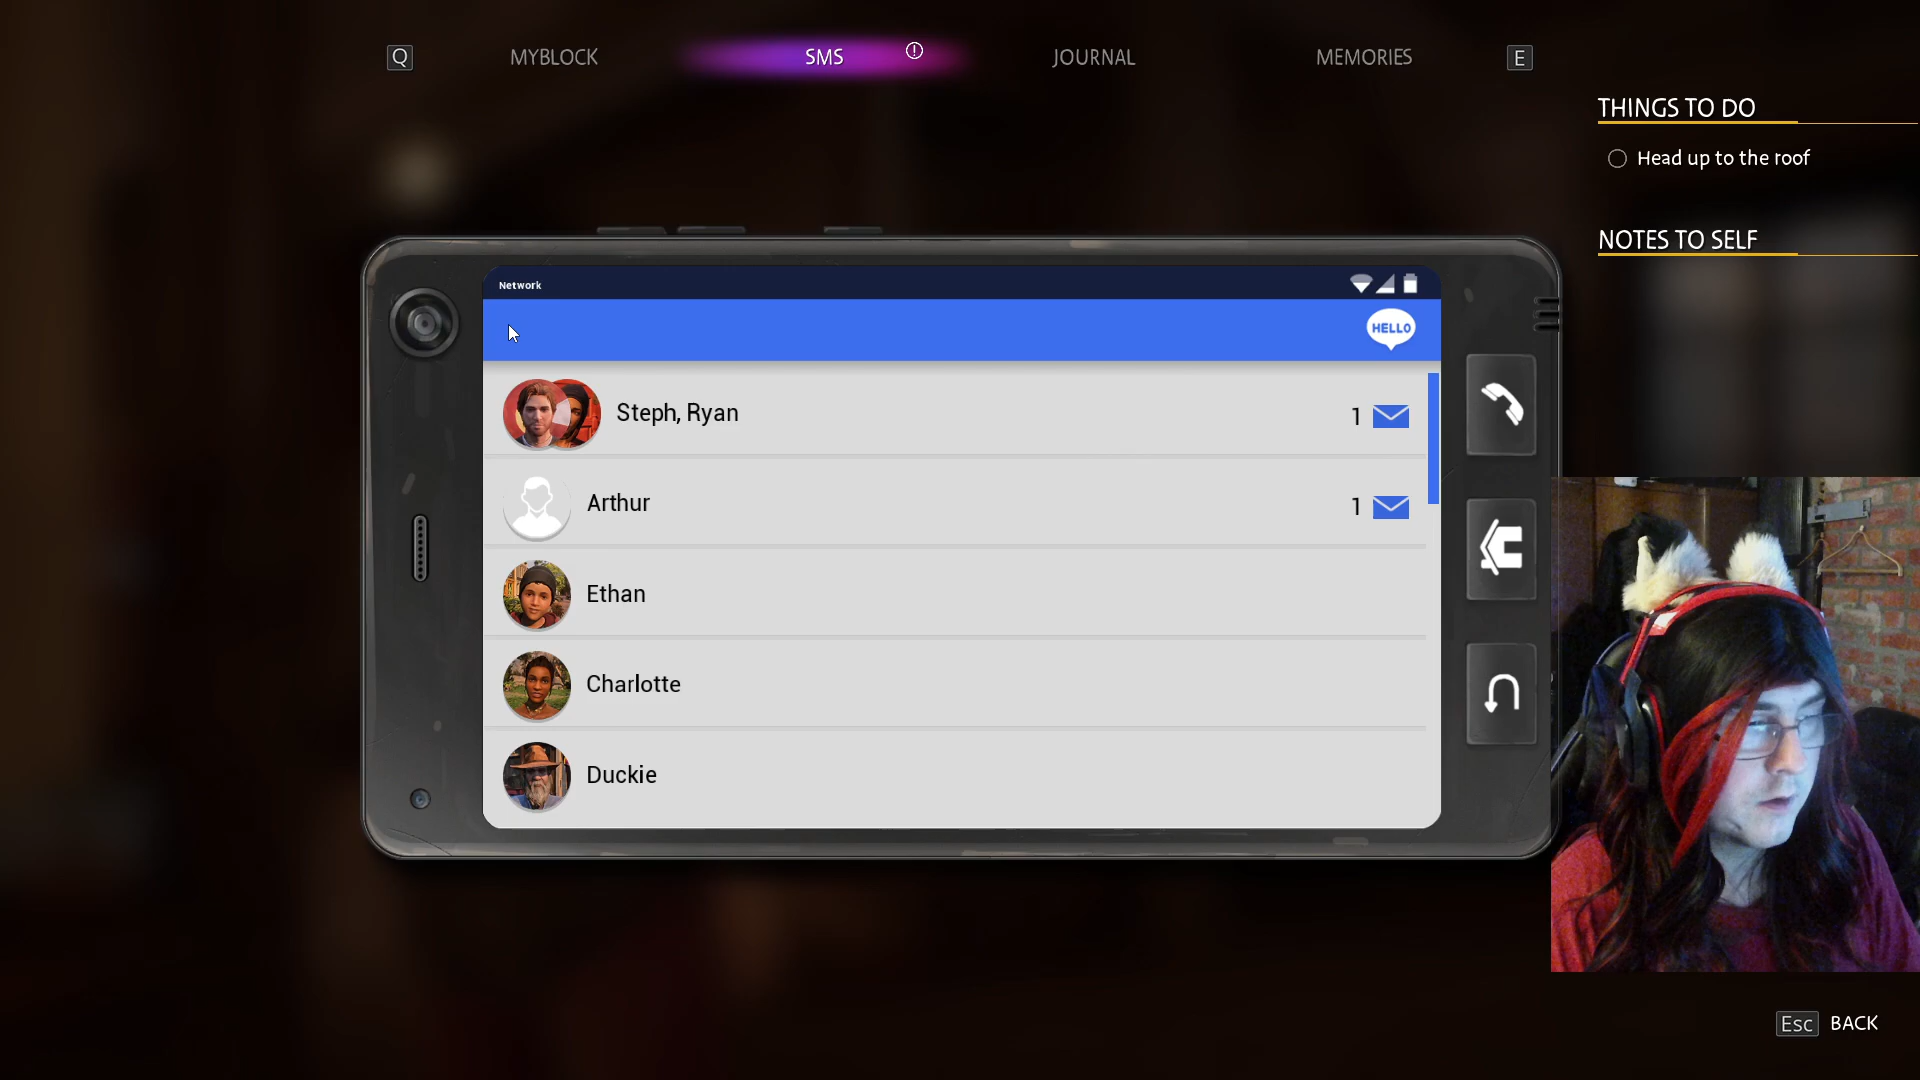 Q MYBLOCK SMS ! JOURNAL MEMORIES E
THINGS TO DO
Head up to the roof
NOTES TO SELF
Network
HELLO
Steph, Ryan 1
Arthur 1
Ethan
Charlotte
Duckie
Esc BACK